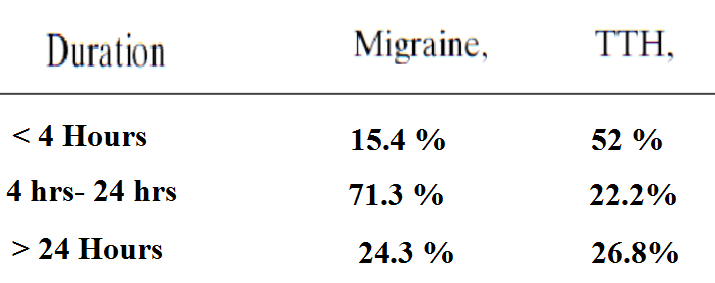 Duration Migraine, TTH,
< 4 Hours 15.4 % 52 %
4 hrs- 24 hrs 71.3 % 22.2%
> 24 Hours 24.3 % 26.8%